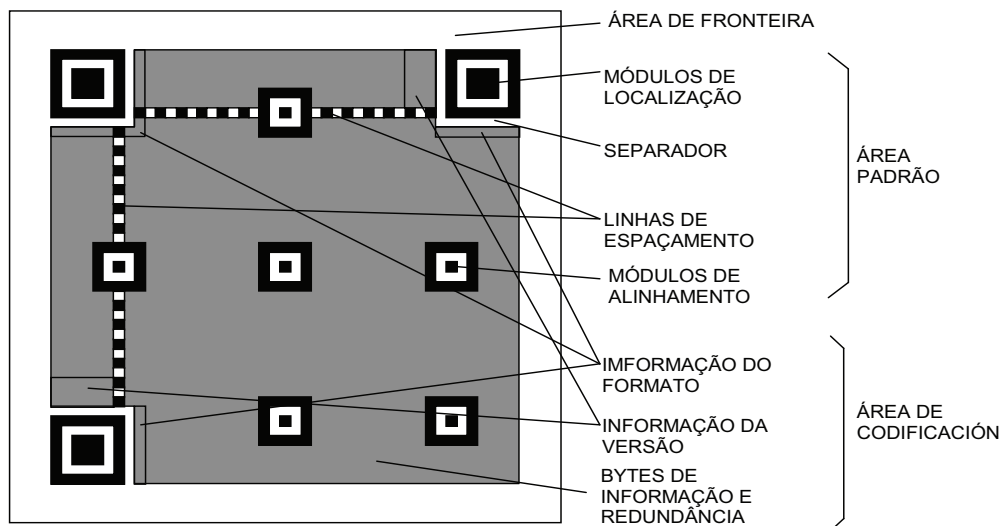 ÁREA DE FRONTEIRA
MÓDULOS DE
LOCALIZAÇÃO
SEPARADOR
ÁREA
PADRÃO
LINHAS DE
ESPAÇAMENTO
MÓDULOS DE
ALINHAMENTO
IMFORMAÇÃO DO
FORMATO
INFORMAÇÃO DA
VERSÃO
ÁREA DE
CODIFICACIÓN
BYTES DE
INFORMAÇÃO E
REDUNDÂNCIA